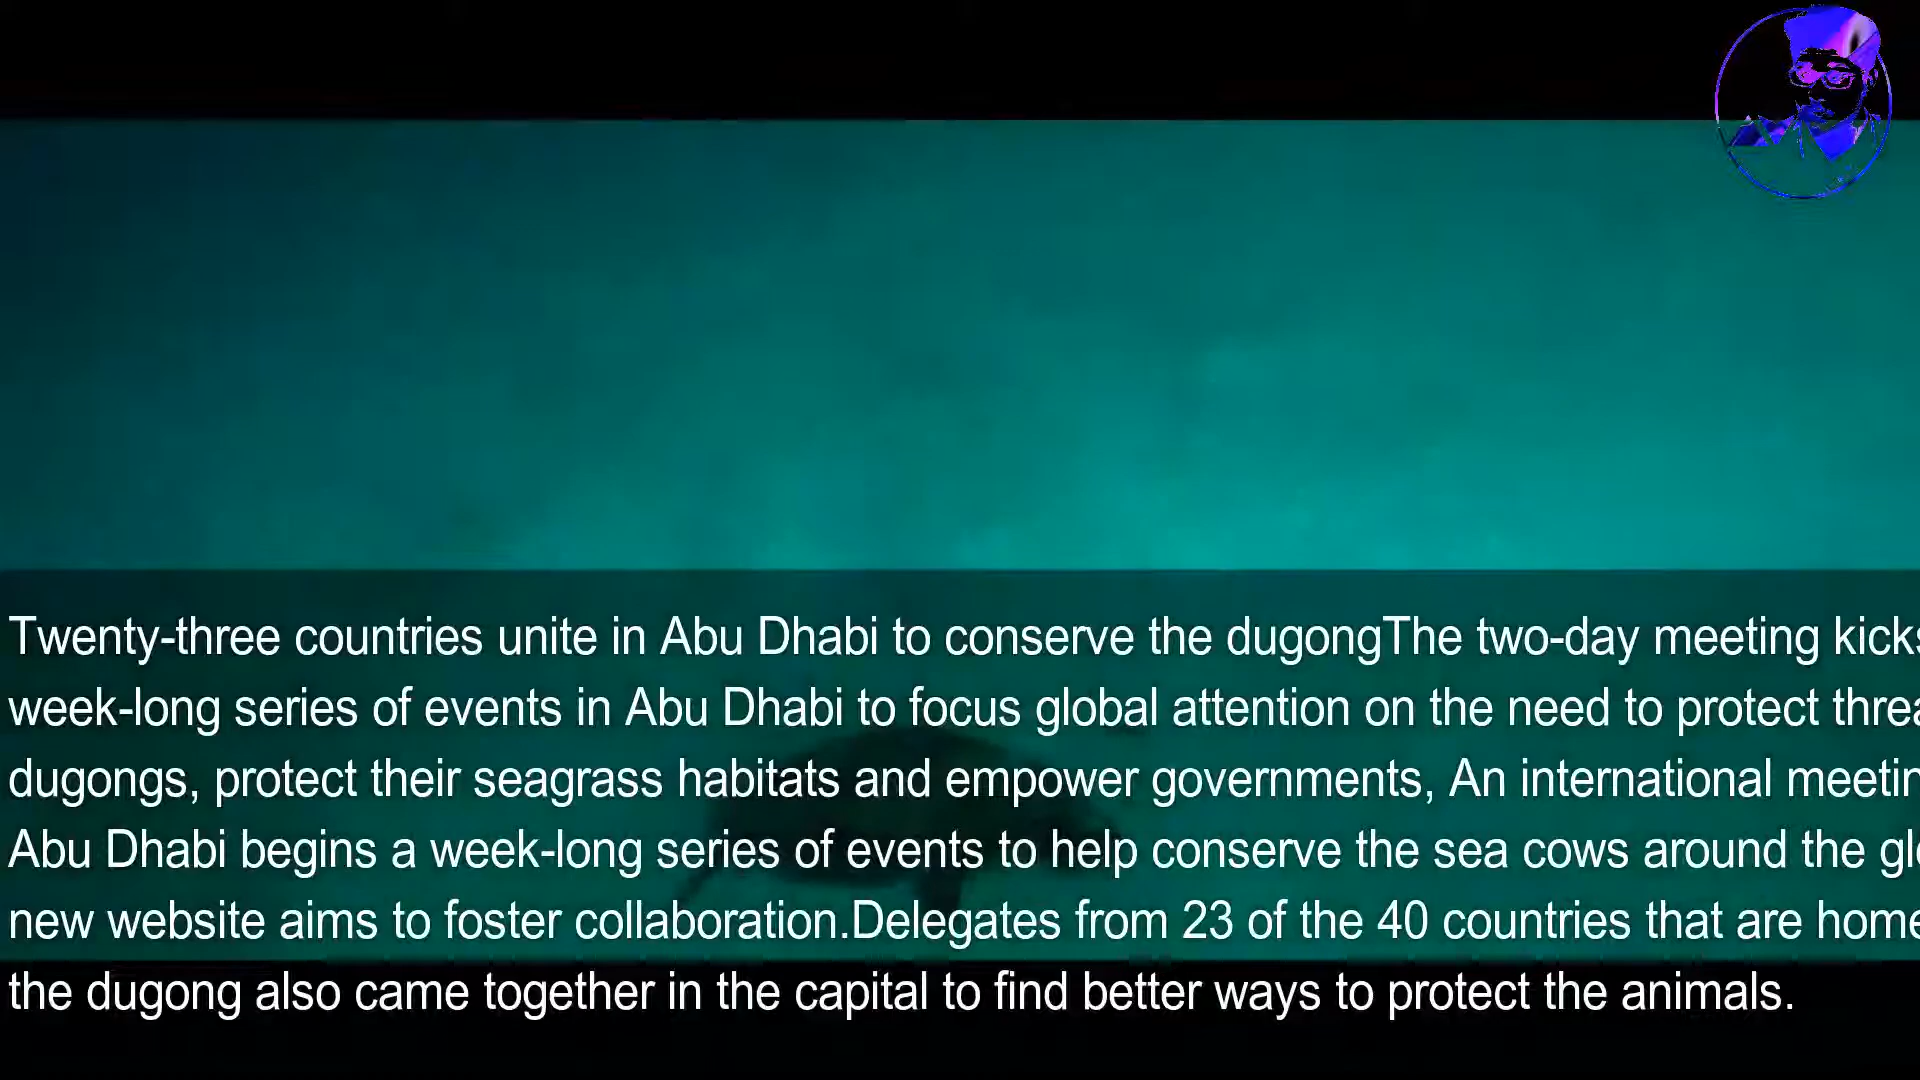 Twenty-three countries unite in Abu Dhabi to conserve the dugongThe two-day meeting kicks
week-long series of events in Abu Dhabi to focus global attention on the need to protect
dugongs, protect their seagrass habitats and empower governments, An international
Abu Dhabi begins a week-long series of events to help conserve the sea cows around the
new website aims to foster collaboration.Delegates from 23 of the 40 countries that are home
the dugong also came together in the capital to find better ways to protect the animals.